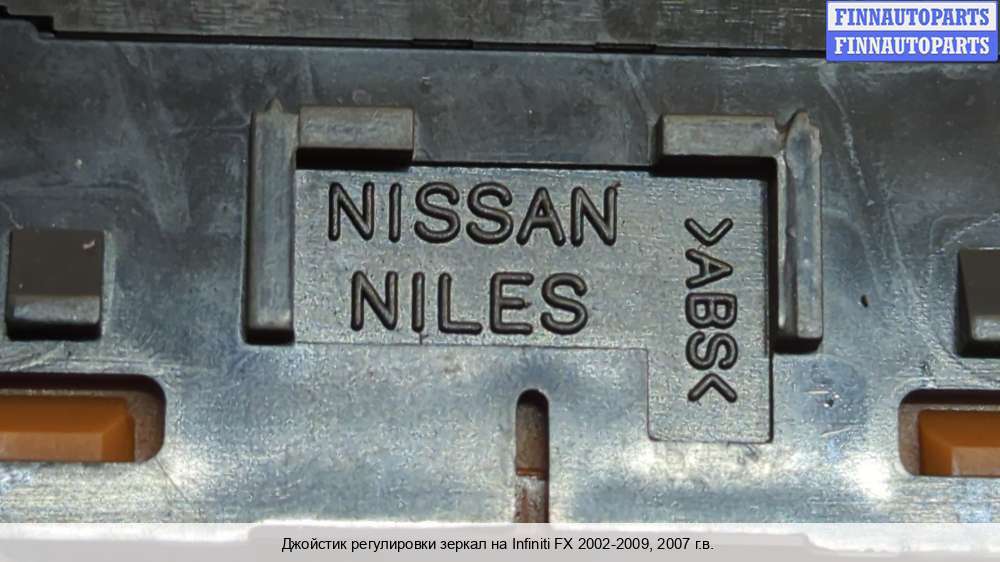 FINNAUTOPARTS
FINNAUTOPARTS
NISSAN
NILES
>ABS<
Джойстик регулировки зеркал на Infiniti FX 2002-2009, 2007 г.в.